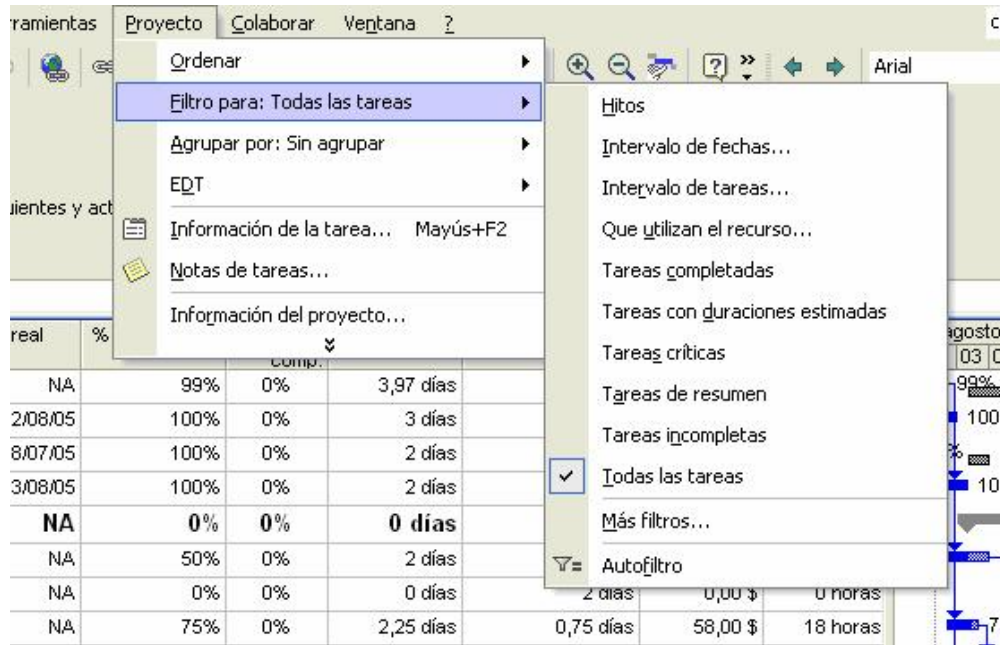 Proyecto Colaborar Ventana ?
Arial
Ordenar
Filtro para: Todas las tareas
Agrupar por: Sin agrupar
EDT
Información de la tarea... Mayús+F2
Notas de tareas...
Información del proyecto...
Hitos
Intervalo de fechas...
Intervalo de tareas...
Que utilizan el recurso...
Tareas completadas
Tareas con duraciones estimadas
Tareas críticas
Tareas de resumen
Tareas incompletas
Todas las tareas
Más filtros...
Autofiltro
real %
agosto
03
NA 99% 0% 3,97 días 99%
2/08/05 100% 0% 3 días 100
8/07/05 100% 0% 2 días %
3/08/05 100% 0% 2 días 10
NA 0% 0% 0 días
NA 50% 0% 2 días
NA 0% 0% 0 días 2 días 0,00 $ 0 horas
NA 75% 0% 2,25 días 0,75 días 58,00 $ 18 horas 7